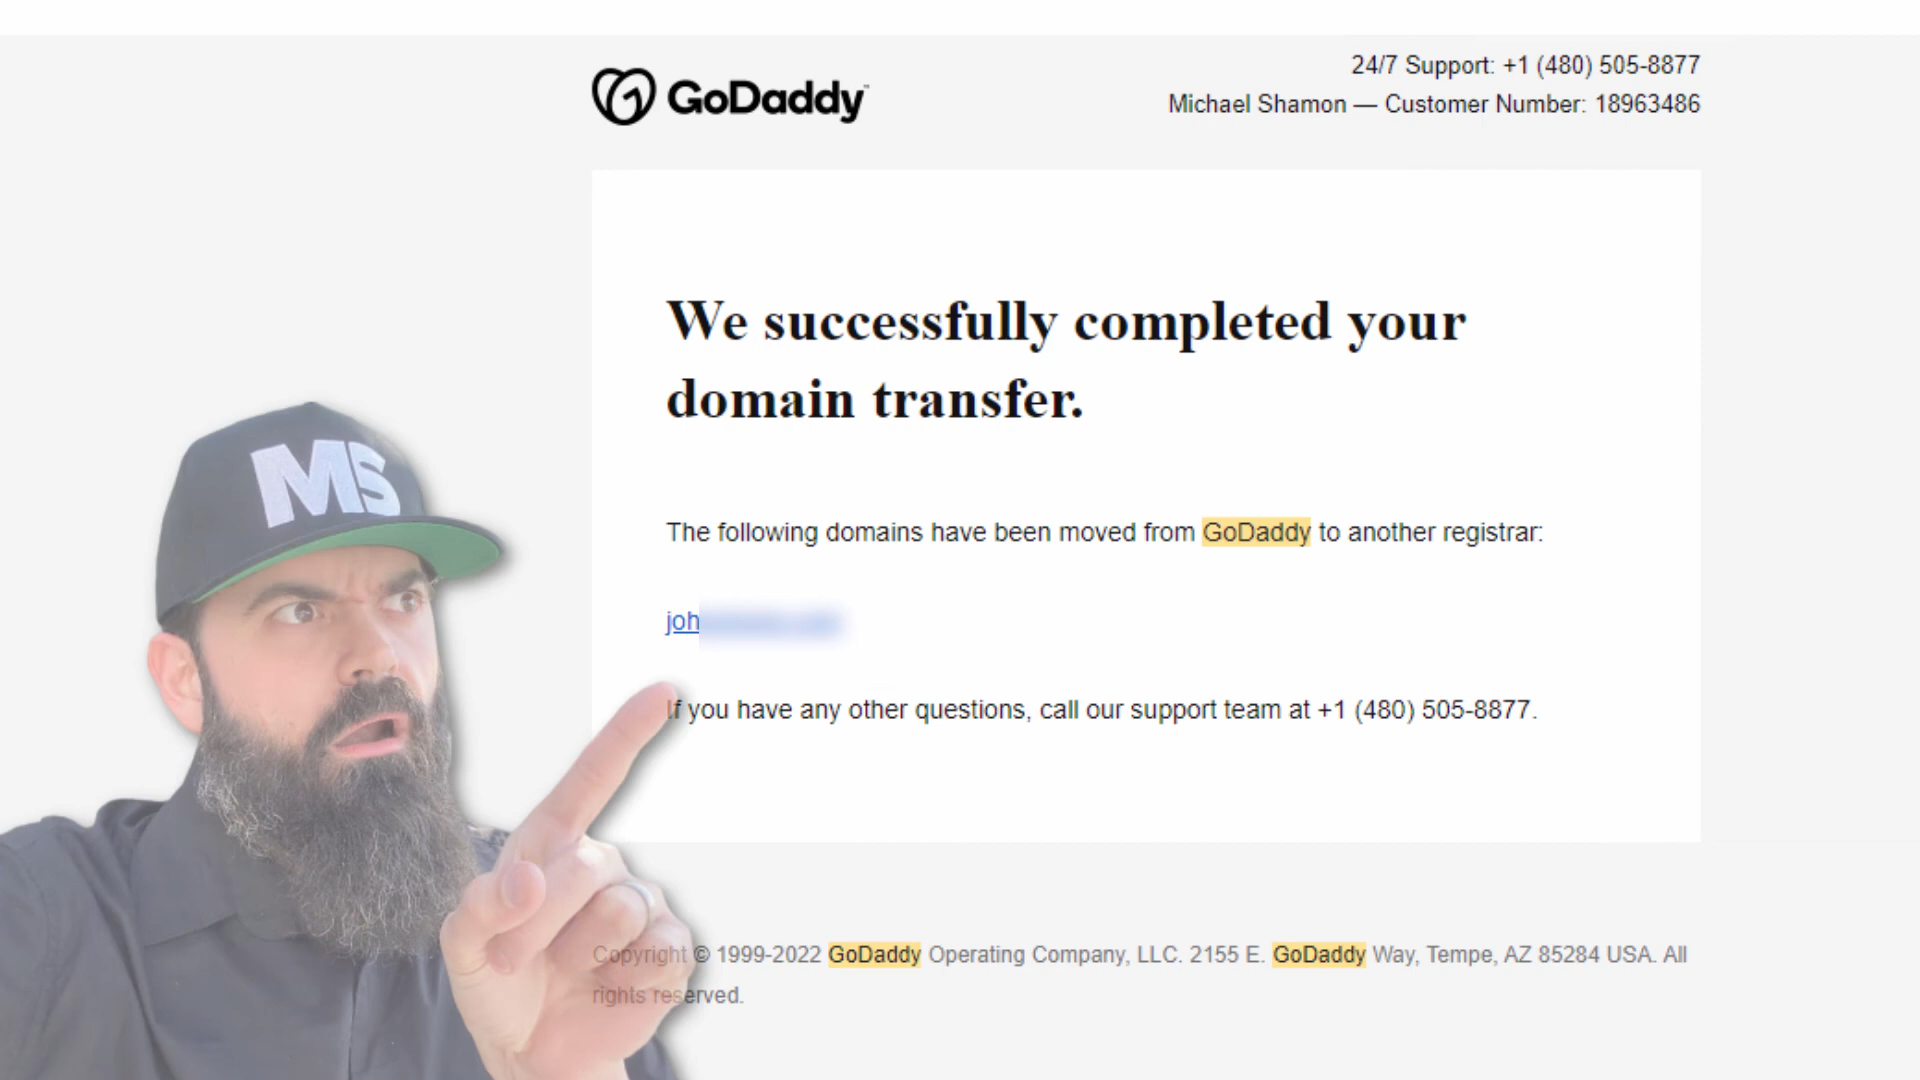 GoDaddy
24/7 Support: +1 (480) 505-8877
Michael Shamon — Customer Number: 18963486
We successfully completed your
domain transfer.
The following domains have been moved from GoDaddy to another registrar:
joh
If you have any other questions, call our support team at +1 (480) 505-8877.
MS
Copyright © 1999-2022 GoDaddy Operating Company, LLC. 2155 E. GoDaddy Way, Tempe, AZ 85284 USA. All
rights reserved.